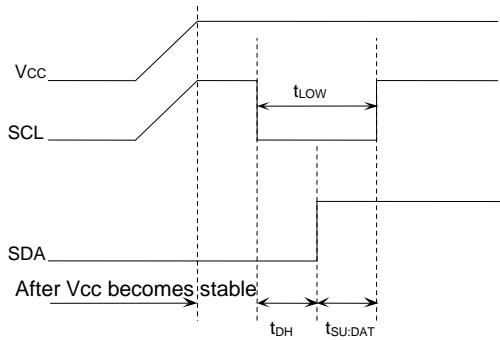 VCC
tLOW
SCL
SDA
After Vcc becomes stable
tDH
tSU:DAT